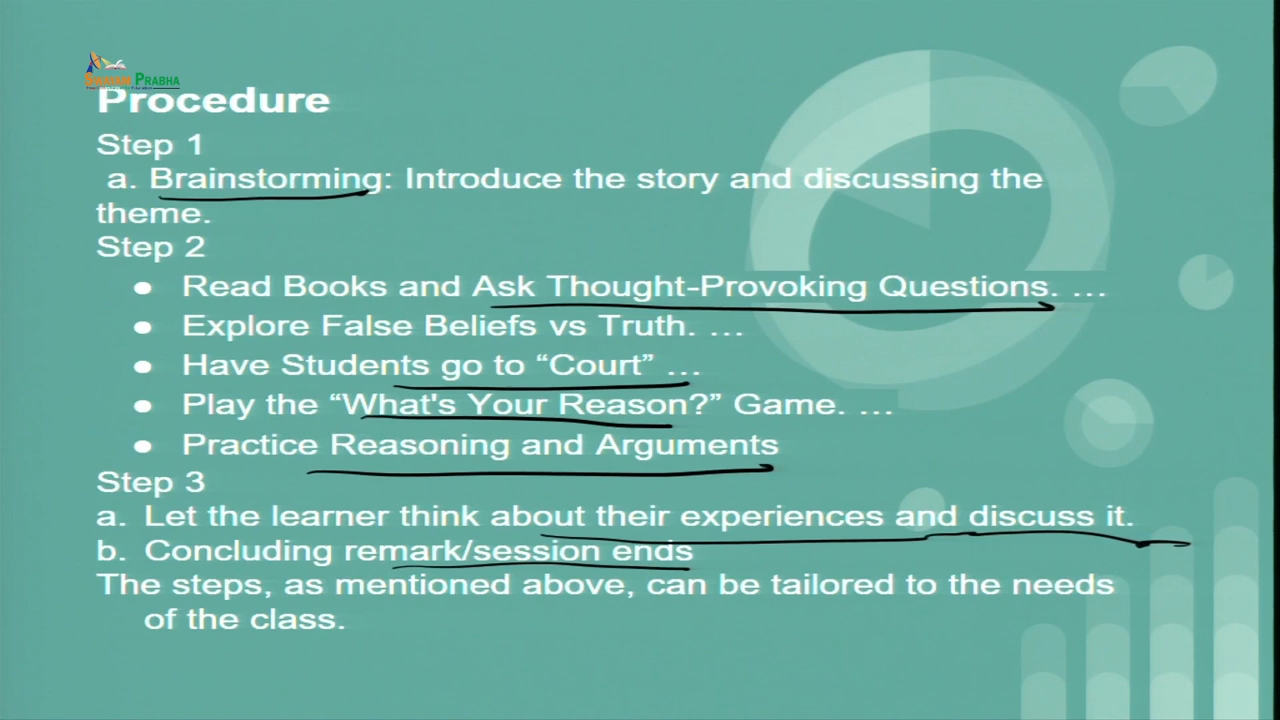 SWAYAM PRABHA
Procedure
Step 1
a. Brainstorming: Introduce the story and discussing the
theme.
Step 2
● Read Books and Ask Thought-Provoking Questions. …
● Explore False Beliefs vs Truth. …
● Have Students go to “Court” …
● Play the “What's Your Reason?” Game. …
● Practice Reasoning and Arguments
Step 3
a. Let the learner think about their experiences and discuss it.
b. Concluding remark/session ends
The steps, as mentioned above, can be tailored to the needs
of the class.